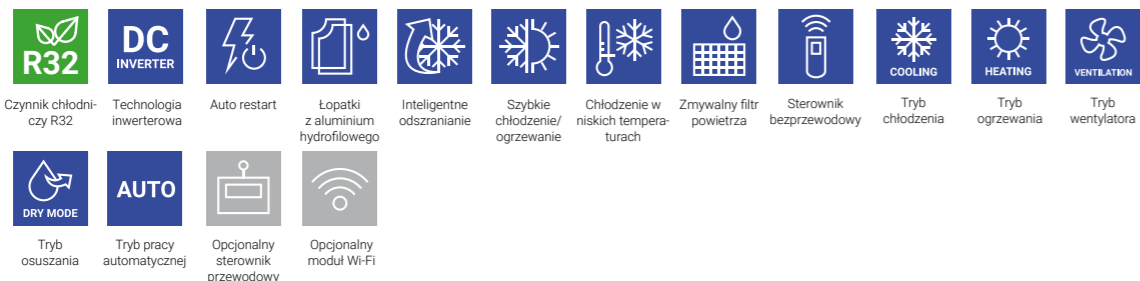 R32
DC
INVERTER
COOLING
HEATING
VENTILATION
Czynnik chłodni-
czy R32
Technologia
inwerterowa
Auto restart
Łopatki
z aluminium
hydrofilowego
Inteligentne
odszranianie
Szybkie
chłodzenie/
ogrzewanie
Chłodzenie w
niskich tempera-
turach
Zmywalny filtr
powietrza
Sterownik
bezprzewodowy
Tryb
chłodzenia
Tryb
ogrzewania
Tryb
wentylatora
DRY MODE
AUTO
Tryb
osuszania
Tryb pracy
automatycznej
Opcjonalny
sterownik
przewodowy
Opcjonalny
moduł Wi-Fi